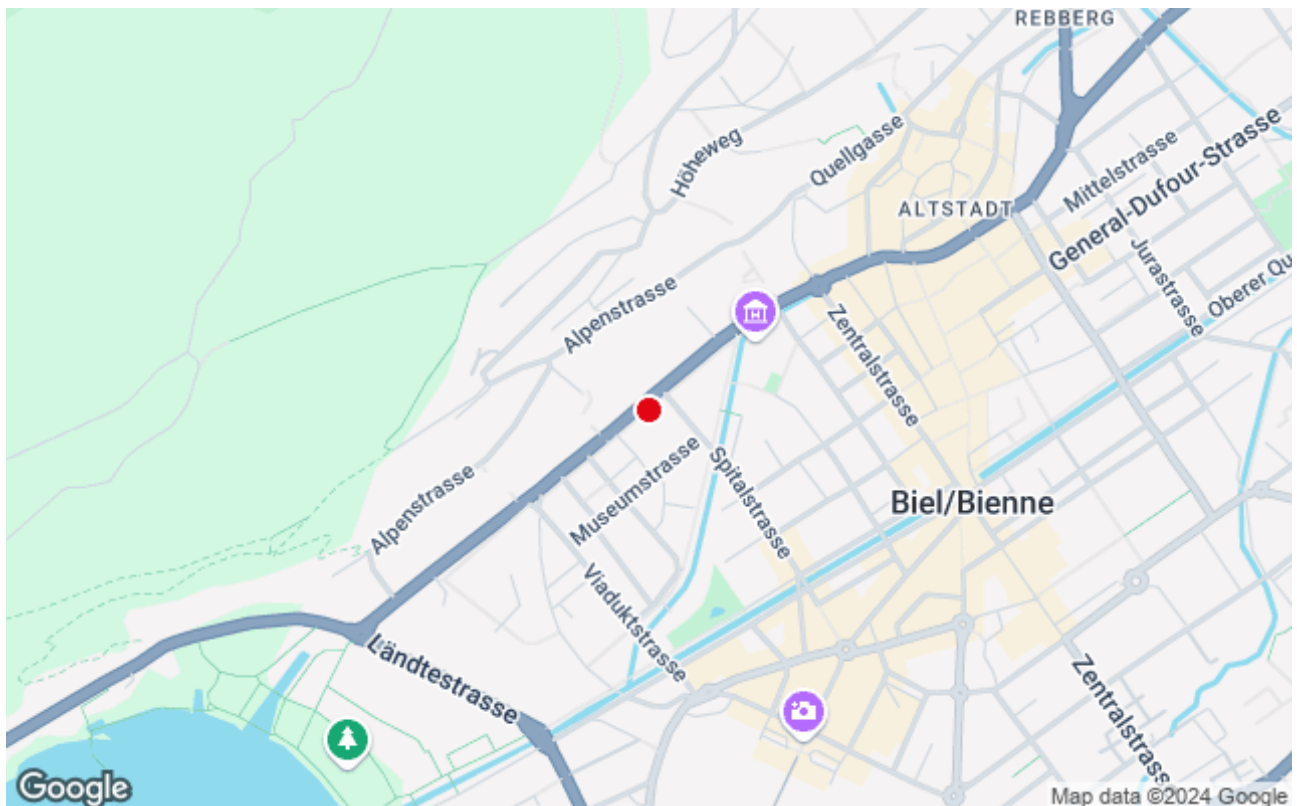 REBBERG
Höheweg
Quellgasse
Mittelstrasse
General-Dufour-Strasse
ALTSTADT
Jurastrasse
Oberer Qu
Alpenstrasse
Zentralstrasse
Museumstrasse
Spitalstrasse
Alpenstrasse
Biel/Bienne
Viaduktstrasse
Ländtestrasse
Zentralstrasse
Google
Map data ©2024 Google